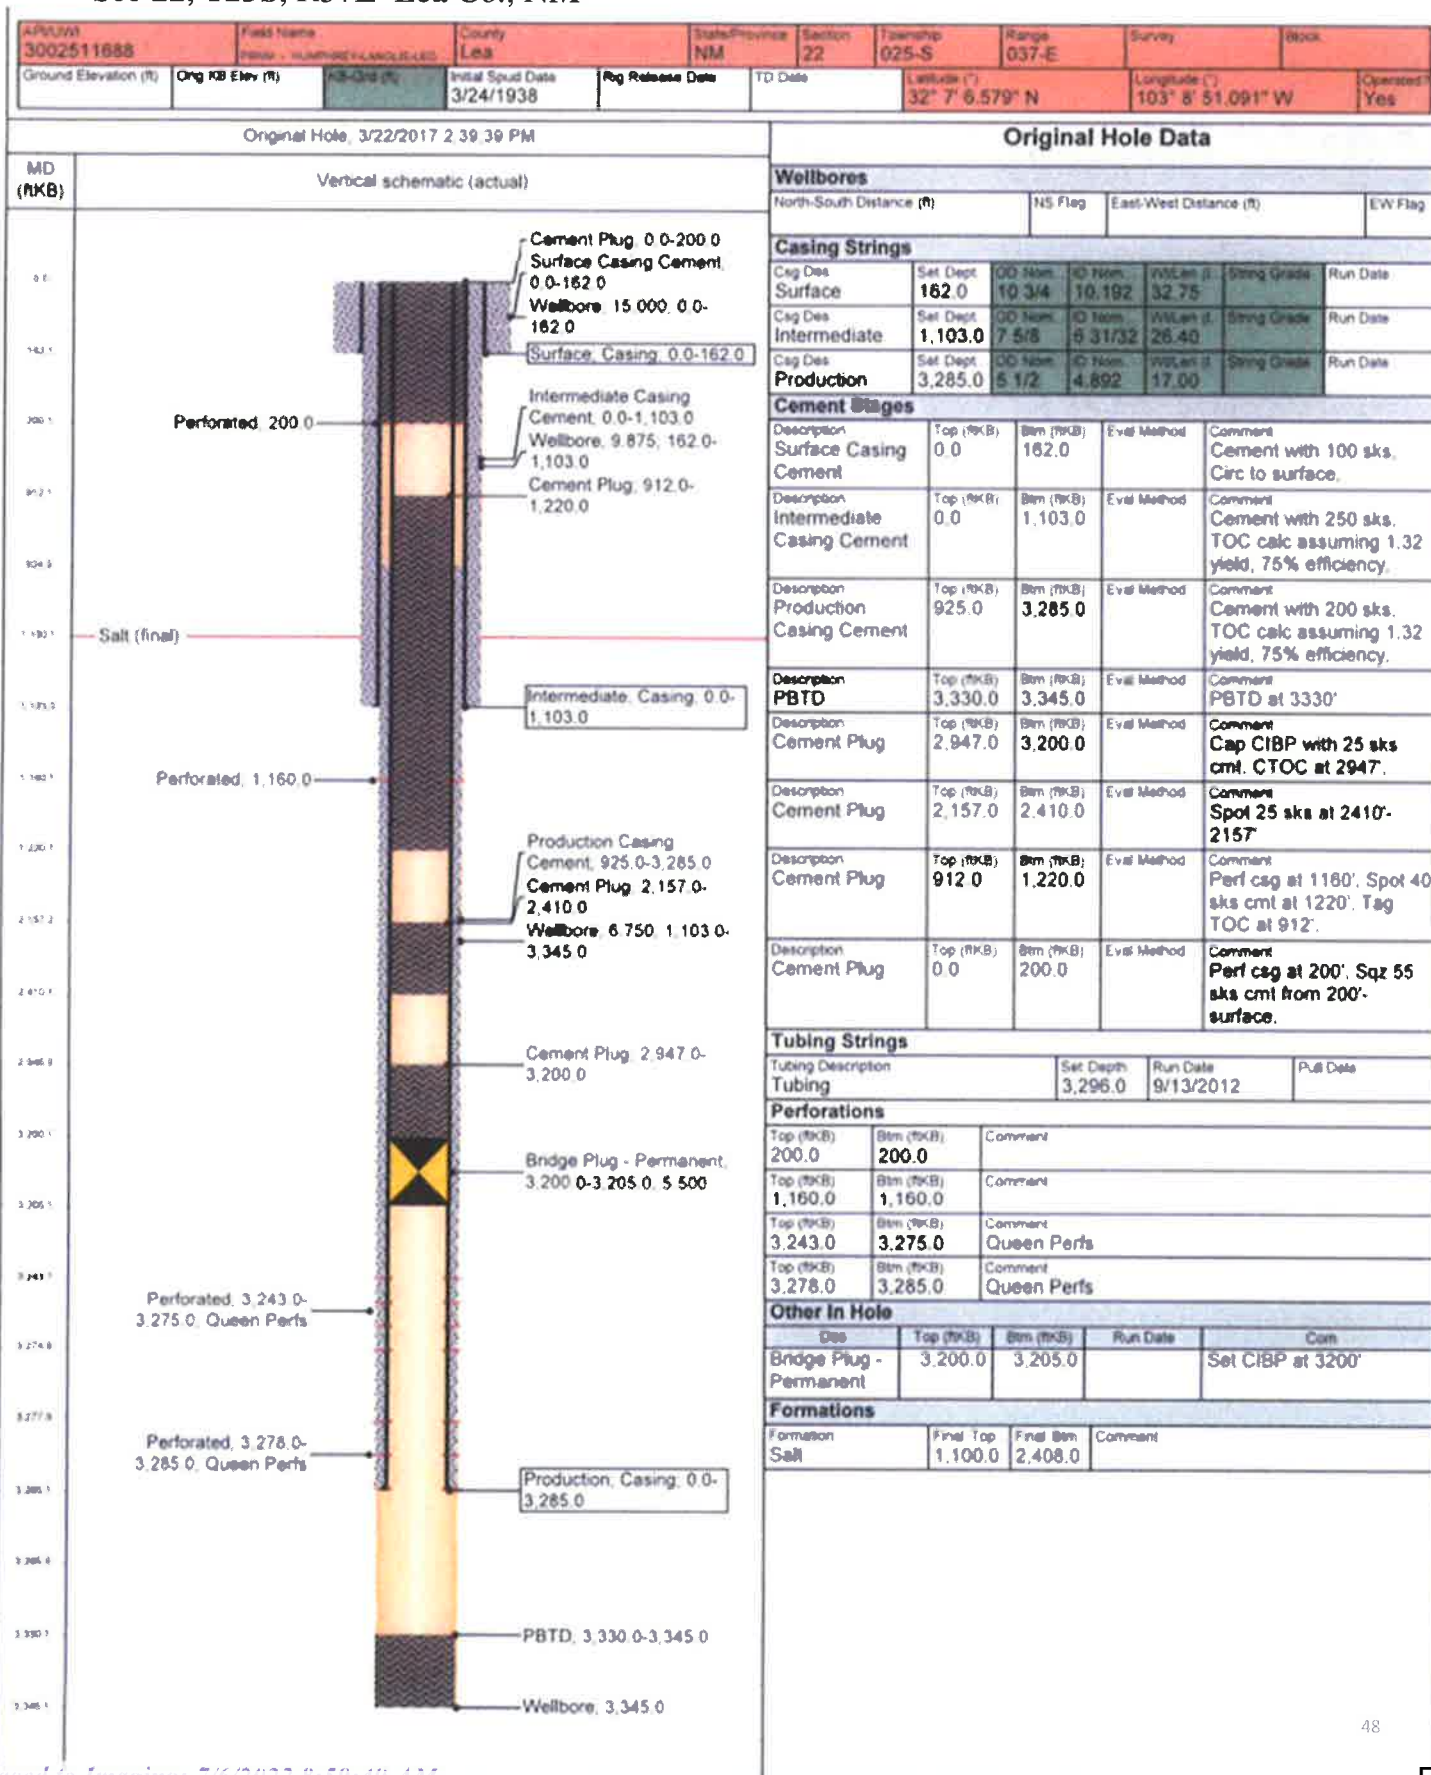 Sec 22, T25S, R37E Lea Co., NM
API/UWI Field Name County State/Province Section Township Range Survey Block
3002511688 Lea NM 22 025-S 037-E
Ground Elevation (ft) Orig KB Elev (ft) KB-Grd (ft) Initial Spud Date Rig Release Date TD Date Latitude (°) Longitude (°) Operated?
3/24/1938 32° 7' 6.579" N 103° 8' 51.091" W Yes
Original Hole, 3/22/2017 2:39:39 PM
MD (ftKB)
Vertical schematic (actual)
0.0
Cement Plug, 0.0-200.0
Surface Casing Cement, 0.0-162.0
Wellbore, 15.000, 0.0-162.0
Surface, Casing, 0.0-162.0
Intermediate Casing Cement, 0.0-1,103.0
Perforated, 200.0
Wellbore, 9.875, 162.0-1,103.0
Cement Plug, 912.0-1,220.0
912.1
Salt (final)
Intermediate, Casing, 0.0-1,103.0
Perforated, 1,160.0
Production Casing Cement, 925.0-3,285.0
Cement Plug, 2,157.0-2,410.0
Wellbore, 6.750, 1,103.0-3,345.0
Cement Plug, 2,947.0-3,200.0
Bridge Plug - Permanent, 3,200.0-3,205.0, 5.500
Perforated, 3,243.0-3,275.0, Queen Perfs
Perforated, 3,278.0-3,285.0, Queen Perfs
Production, Casing, 0.0-3,285.0
PBTD, 3,330.0-3,345.0
Wellbore, 3,345.0
Original Hole Data
Wellbores
North-South Distance (ft) NS Flag East-West Distance (ft) EW Flag
Casing Strings
Csg Des Set Dept OD Nom ID Nom Wt/Len String Grade Run Date
Surface 162.0 10 3/4 10.192 32.75
Csg Des Set Dept OD Nom ID Nom Wt/Len String Grade Run Date
Intermediate 1,103.0 7 5/8 6 31/32 26.40
Csg Des Set Dept OD Nom ID Nom Wt/Len String Grade Run Date
Production 3,285.0 5 1/2 4.892 17.00
Cement Stages
Description Top (ftKB) Btm (ftKB) Eval Method Comment
Surface Casing Cement 0.0 162.0 Cement with 100 sks. Circ to surface.
Description Top (ftKB) Btm (ftKB) Eval Method Comment
Intermediate Casing Cement 0.0 1,103.0 Cement with 250 sks. TOC calc assuming 1.32 yield, 75% efficiency.
Description Top (ftKB) Btm (ftKB) Eval Method Comment
Production Casing Cement 925.0 3,285.0 Cement with 200 sks. TOC calc assuming 1.32 yield, 75% efficiency.
Description Top (ftKB) Btm (ftKB) Eval Method Comment
PBTD 3,330.0 3,345.0 PBTD at 3330'
Description Top (ftKB) Btm (ftKB) Eval Method Comment
Cement Plug 2,947.0 3,200.0 Cap CIBP with 25 sks cmt. CTOC at 2947'.
Description Top (ftKB) Btm (ftKB) Eval Method Comment
Cement Plug 2,157.0 2,410.0 Spot 25 sks at 2410'-2157'
Description Top (ftKB) Btm (ftKB) Eval Method Comment
Cement Plug 912.0 1,220.0 Perf csg at 1160'. Spot 40 sks cmt at 1220'. Tag TOC at 912'.
Description Top (ftKB) Btm (ftKB) Eval Method Comment
Cement Plug 0.0 200.0 Perf csg at 200'. Sqz 55 sks cmt from 200'-surface.
Tubing Strings
Tubing Description Set Depth Run Date Pull Date
Tubing 3,296.0 9/13/2012
Perforations
Top (ftKB) Btm (ftKB) Comment
200.0 200.0
Top (ftKB) Btm (ftKB) Comment
1,160.0 1,160.0
Top (ftKB) Btm (ftKB) Comment
3,243.0 3,275.0 Queen Perfs
Top (ftKB) Btm (ftKB) Comment
3,278.0 3,285.0 Queen Perfs
Other In Hole
Des Top (ftKB) Btm (ftKB) Run Date Com
Bridge Plug - Permanent 3,200.0 3,205.0 Set CIBP at 3200'
Formations
Formation Final Top Final Btm Comment
Salt 1,100.0 2,408.0
48